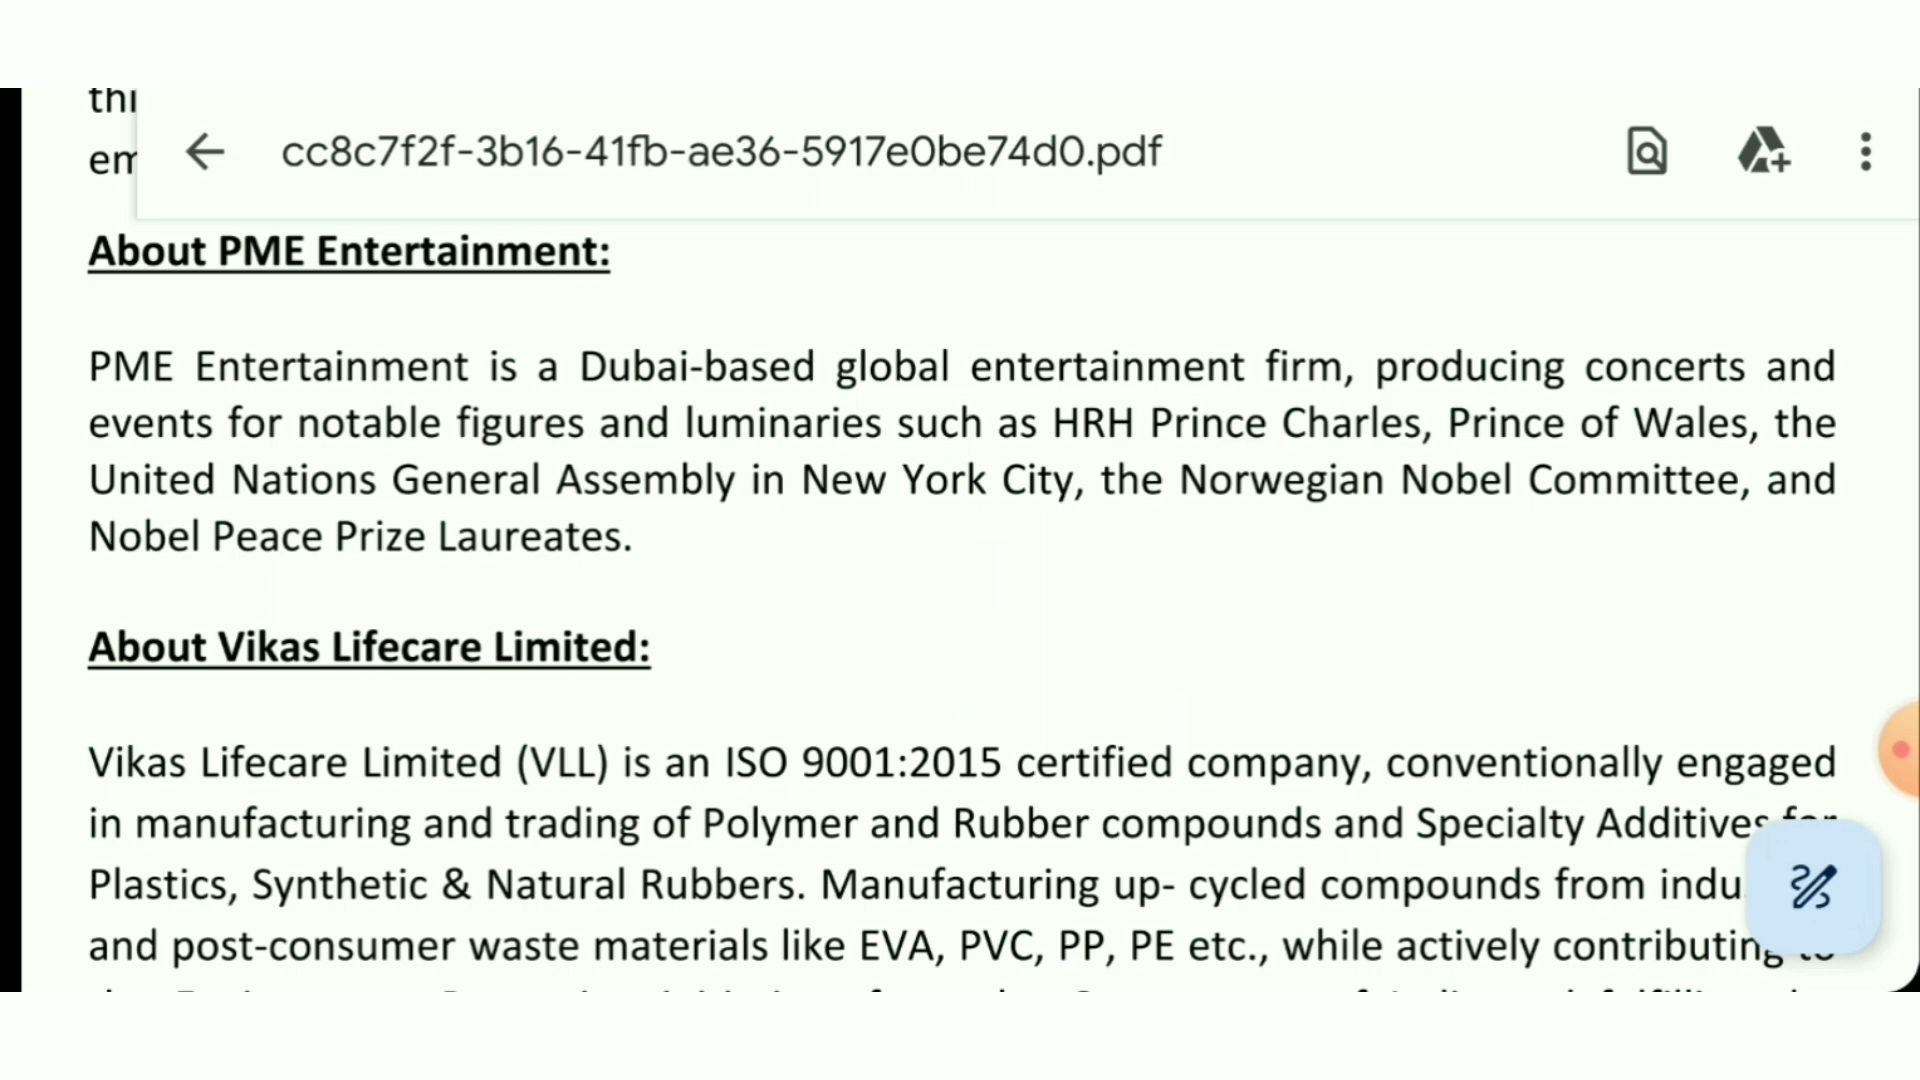 cc8c7f2f-3b16-41fb-ae36-5917e0be74d0.pdf
About PME Entertainment:
PME Entertainment is a Dubai-based global entertainment firm, producing concerts and
events for notable figures and luminaries such as HRH Prince Charles, Prince of Wales, the
United Nations General Assembly in New York City, the Norwegian Nobel Committee, and
Nobel Peace Prize Laureates.
About Vikas Lifecare Limited:
Vikas Lifecare Limited (VLL) is an ISO 9001:2015 certified company, conventionally engaged
in manufacturing and trading of Polymer and Rubber compounds and Specialty Additives for
Plastics, Synthetic & Natural Rubbers. Manufacturing up- cycled compounds from
and post-consumer waste materials like EVA, PVC, PP, PE etc., while actively contributing to